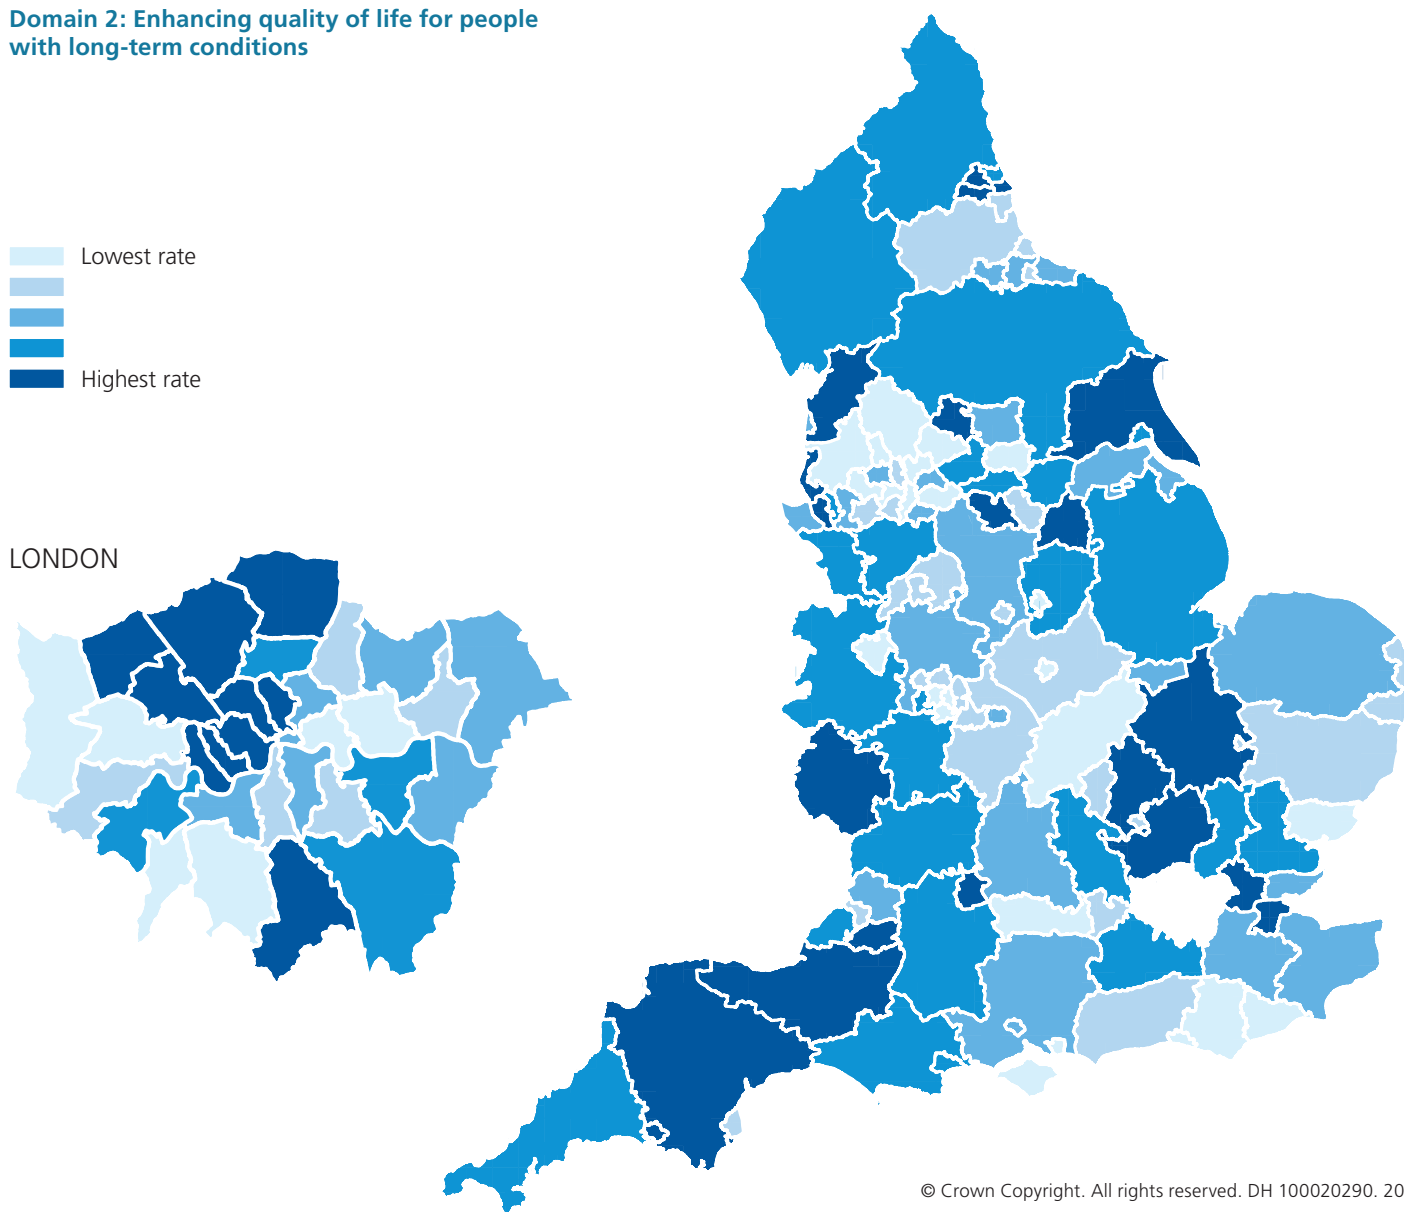 Domain 2: Enhancing quality of life for people
with long-term conditions
Lowest rate
Highest rate
LONDON
© Crown Copyright. All rights reserved. DH 100020290. 20